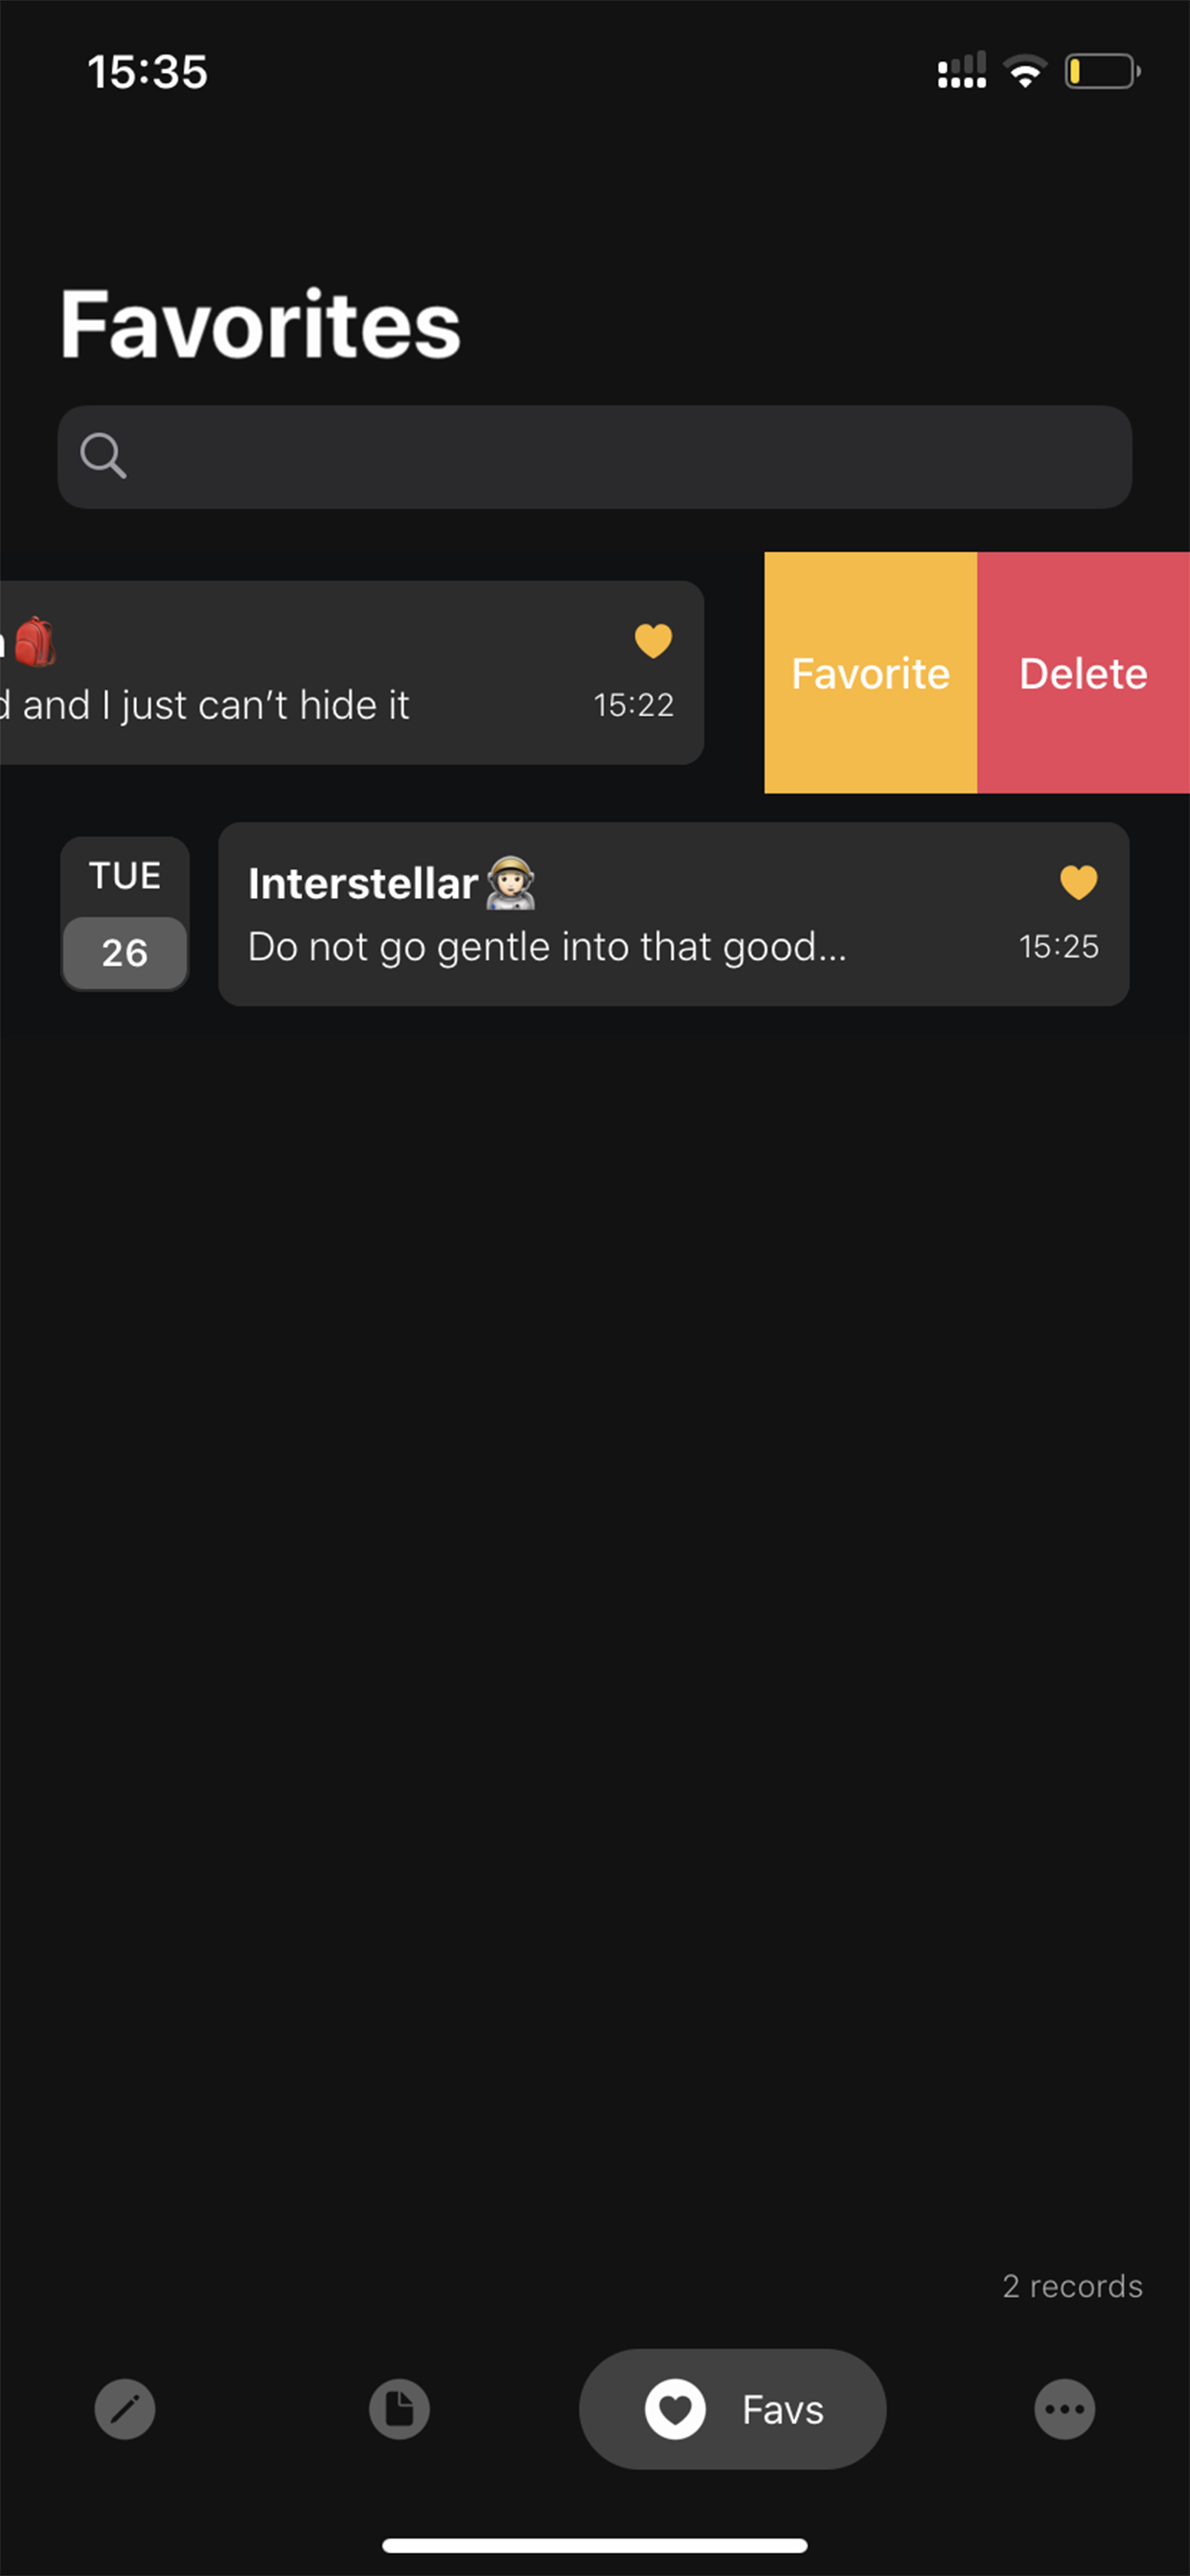 15:35
Favorites
and I just can’t hide it
15:22
Favorite
Delete
TUE
26
Interstellar
Do not go gentle into that good...
15:25
2 records
Favs